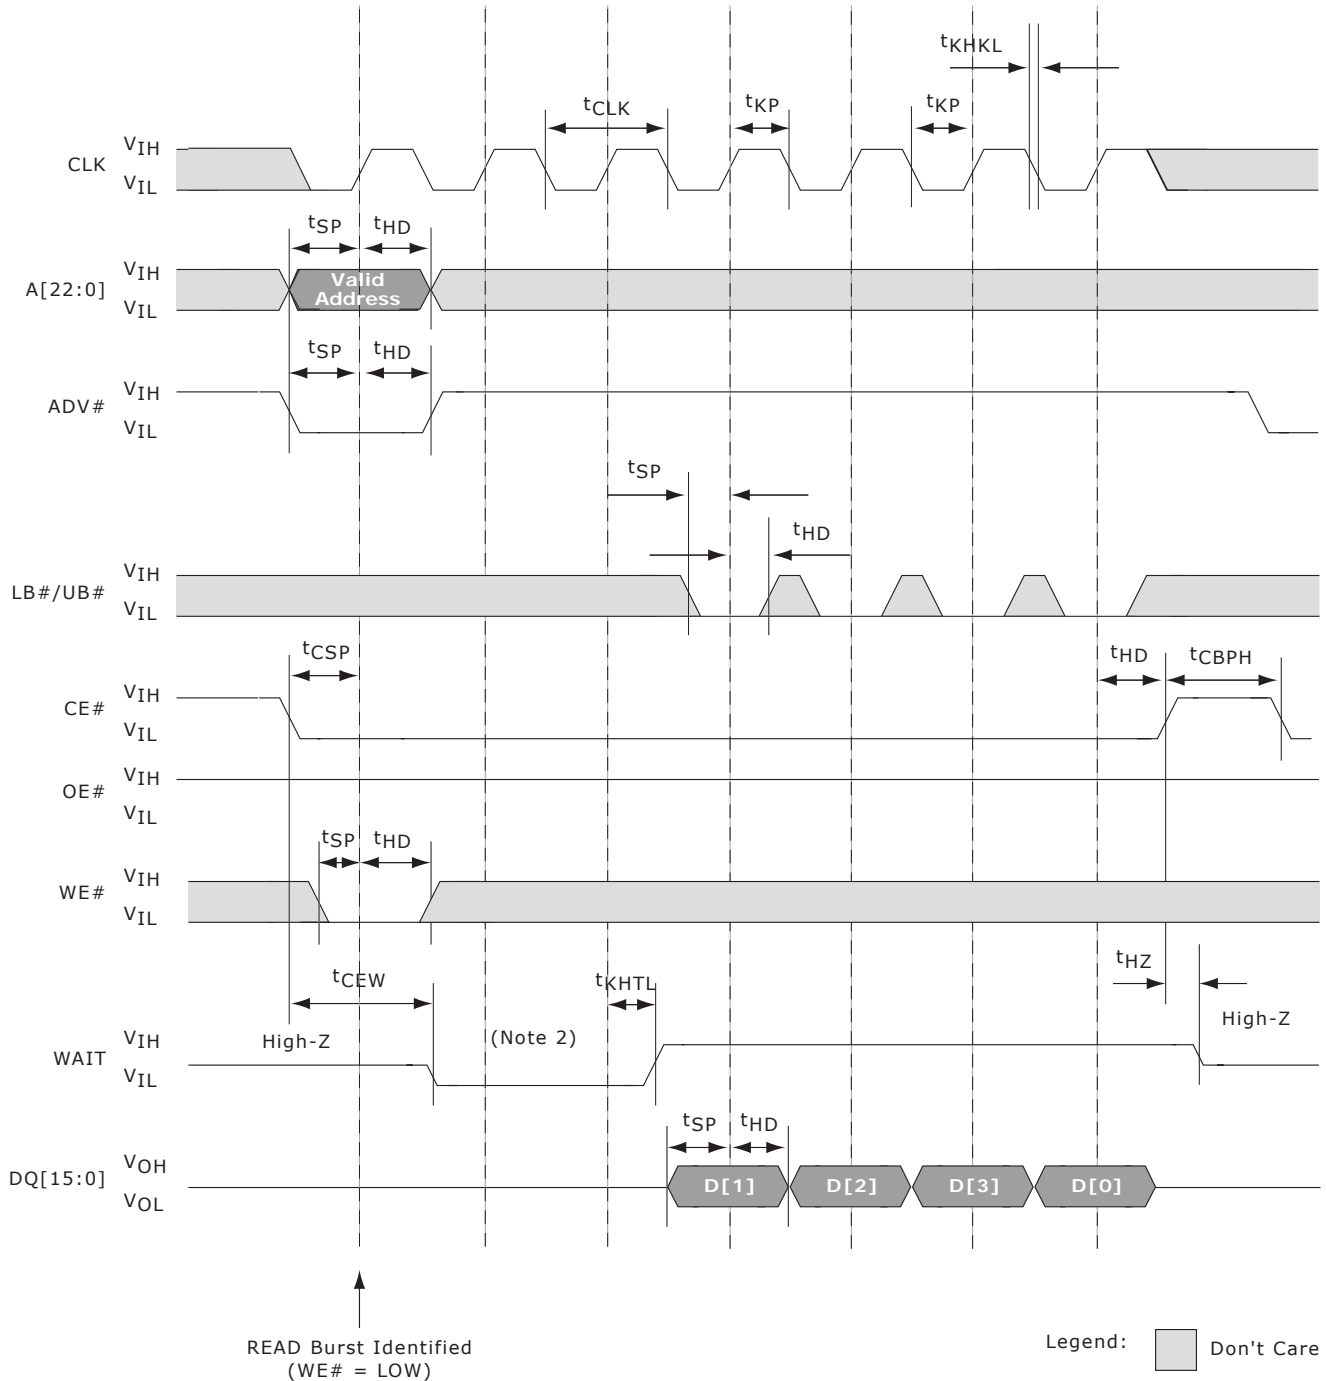 tKHKL
tCLK
tKP
tKP
CLK
VIH
VIL
tSP
tHD
A[22:0]
VIH
VIL
Valid
Address
tSP
tHD
ADV#
VIH
VIL
tSP
tHD
LB#/UB#
VIH
VIL
tCSP
tHD
tCBPH
CE#
VIH
VIL
OE#
VIH
VIL
tSP
tHD
WE#
VIH
VIL
tCEW
tKHTL
tHZ
WAIT
VIH
VIL
High-Z
(Note 2)
High-Z
tSP
tHD
DQ[15:0]
VOH
VOL
D[1]
D[2]
D[3]
D[0]
READ Burst Identified
(WE# = LOW)
Legend:
Don't Care